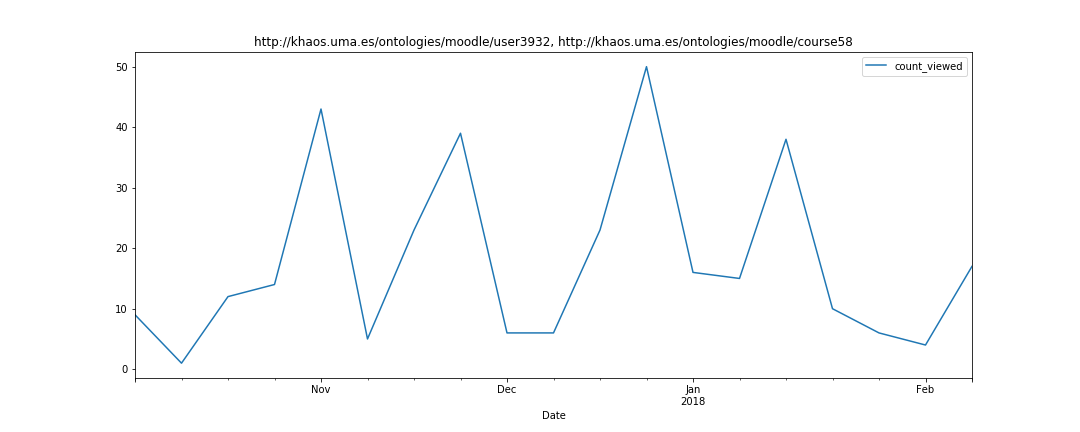 http://khaos.uma.es/ontologies/moodle/user3932, http://khaos.uma.es/ontologies/moodle/course58
count_viewed
50
40
30
20
10
0
Nov
Dec
Jan
2018
Feb
Date